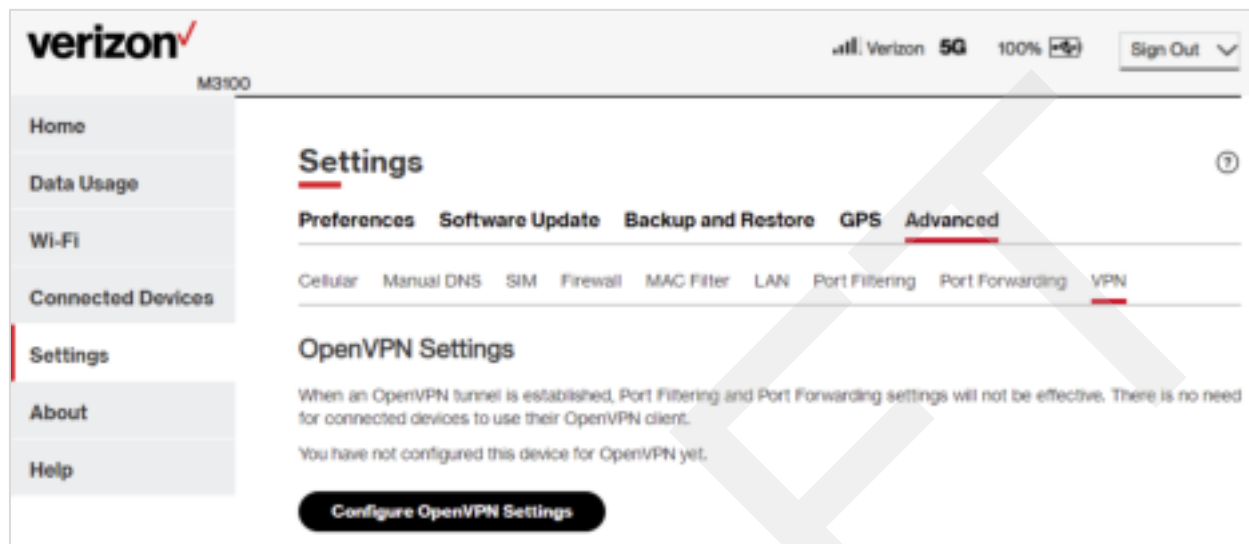 verizon
Verizon 5G 100% Sign Out
M3100
Home
Data Usage
Wi-Fi
Connected Devices
Settings
About
Help
Settings
Preferences Software Update Backup and Restore GPS Advanced
Cellular Manual DNS SIM Firewall MAC Filter LAN Port Filtering Port Forwarding VPN
OpenVPN Settings
When an OpenVPN tunnel is established, Port Filtering and Port Forwarding settings will not be effective. There is no need
for connected devices to use their OpenVPN client.
You have not configured this device for OpenVPN yet.
Configure OpenVPN Settings